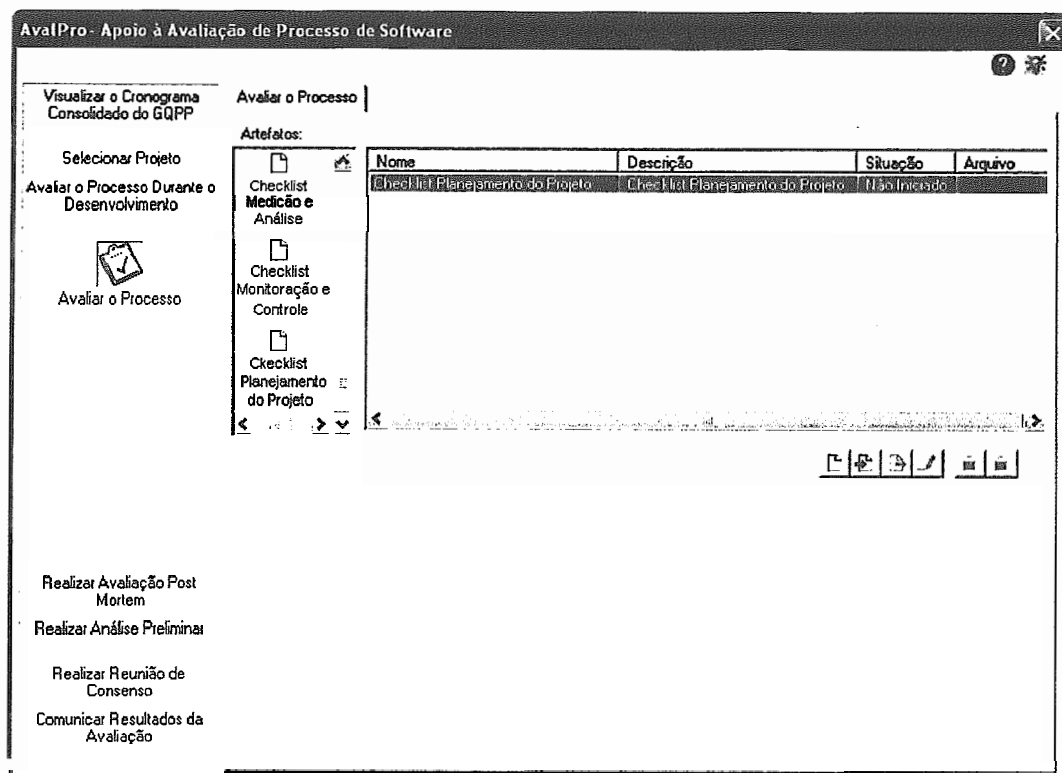 AvalPro - Apoio à Avaliação de Processo de Software
Visualizar o Cronograma
Consolidado do GQPP
Selecionar Projeto
Avaliar o Processo Durante o
Desenvolvimento
Avaliar o Processo
Realizar Avaliação Post
Mortem
Realizar Análise Preliminar
Realizar Reunião de
Consenso
Comunicar Resultados da
Avaliação
Avaliar o Processo
Artefatos:
Checklist
Medicão e
Análise
Checklist
Monitoração e
Controle
Ckecklist
Planejamento
do Projeto
Nome Descrição Situação Arquivo
Checklist Planejamento do Projeto Checklist Planejamento do Projeto Não Iniciado